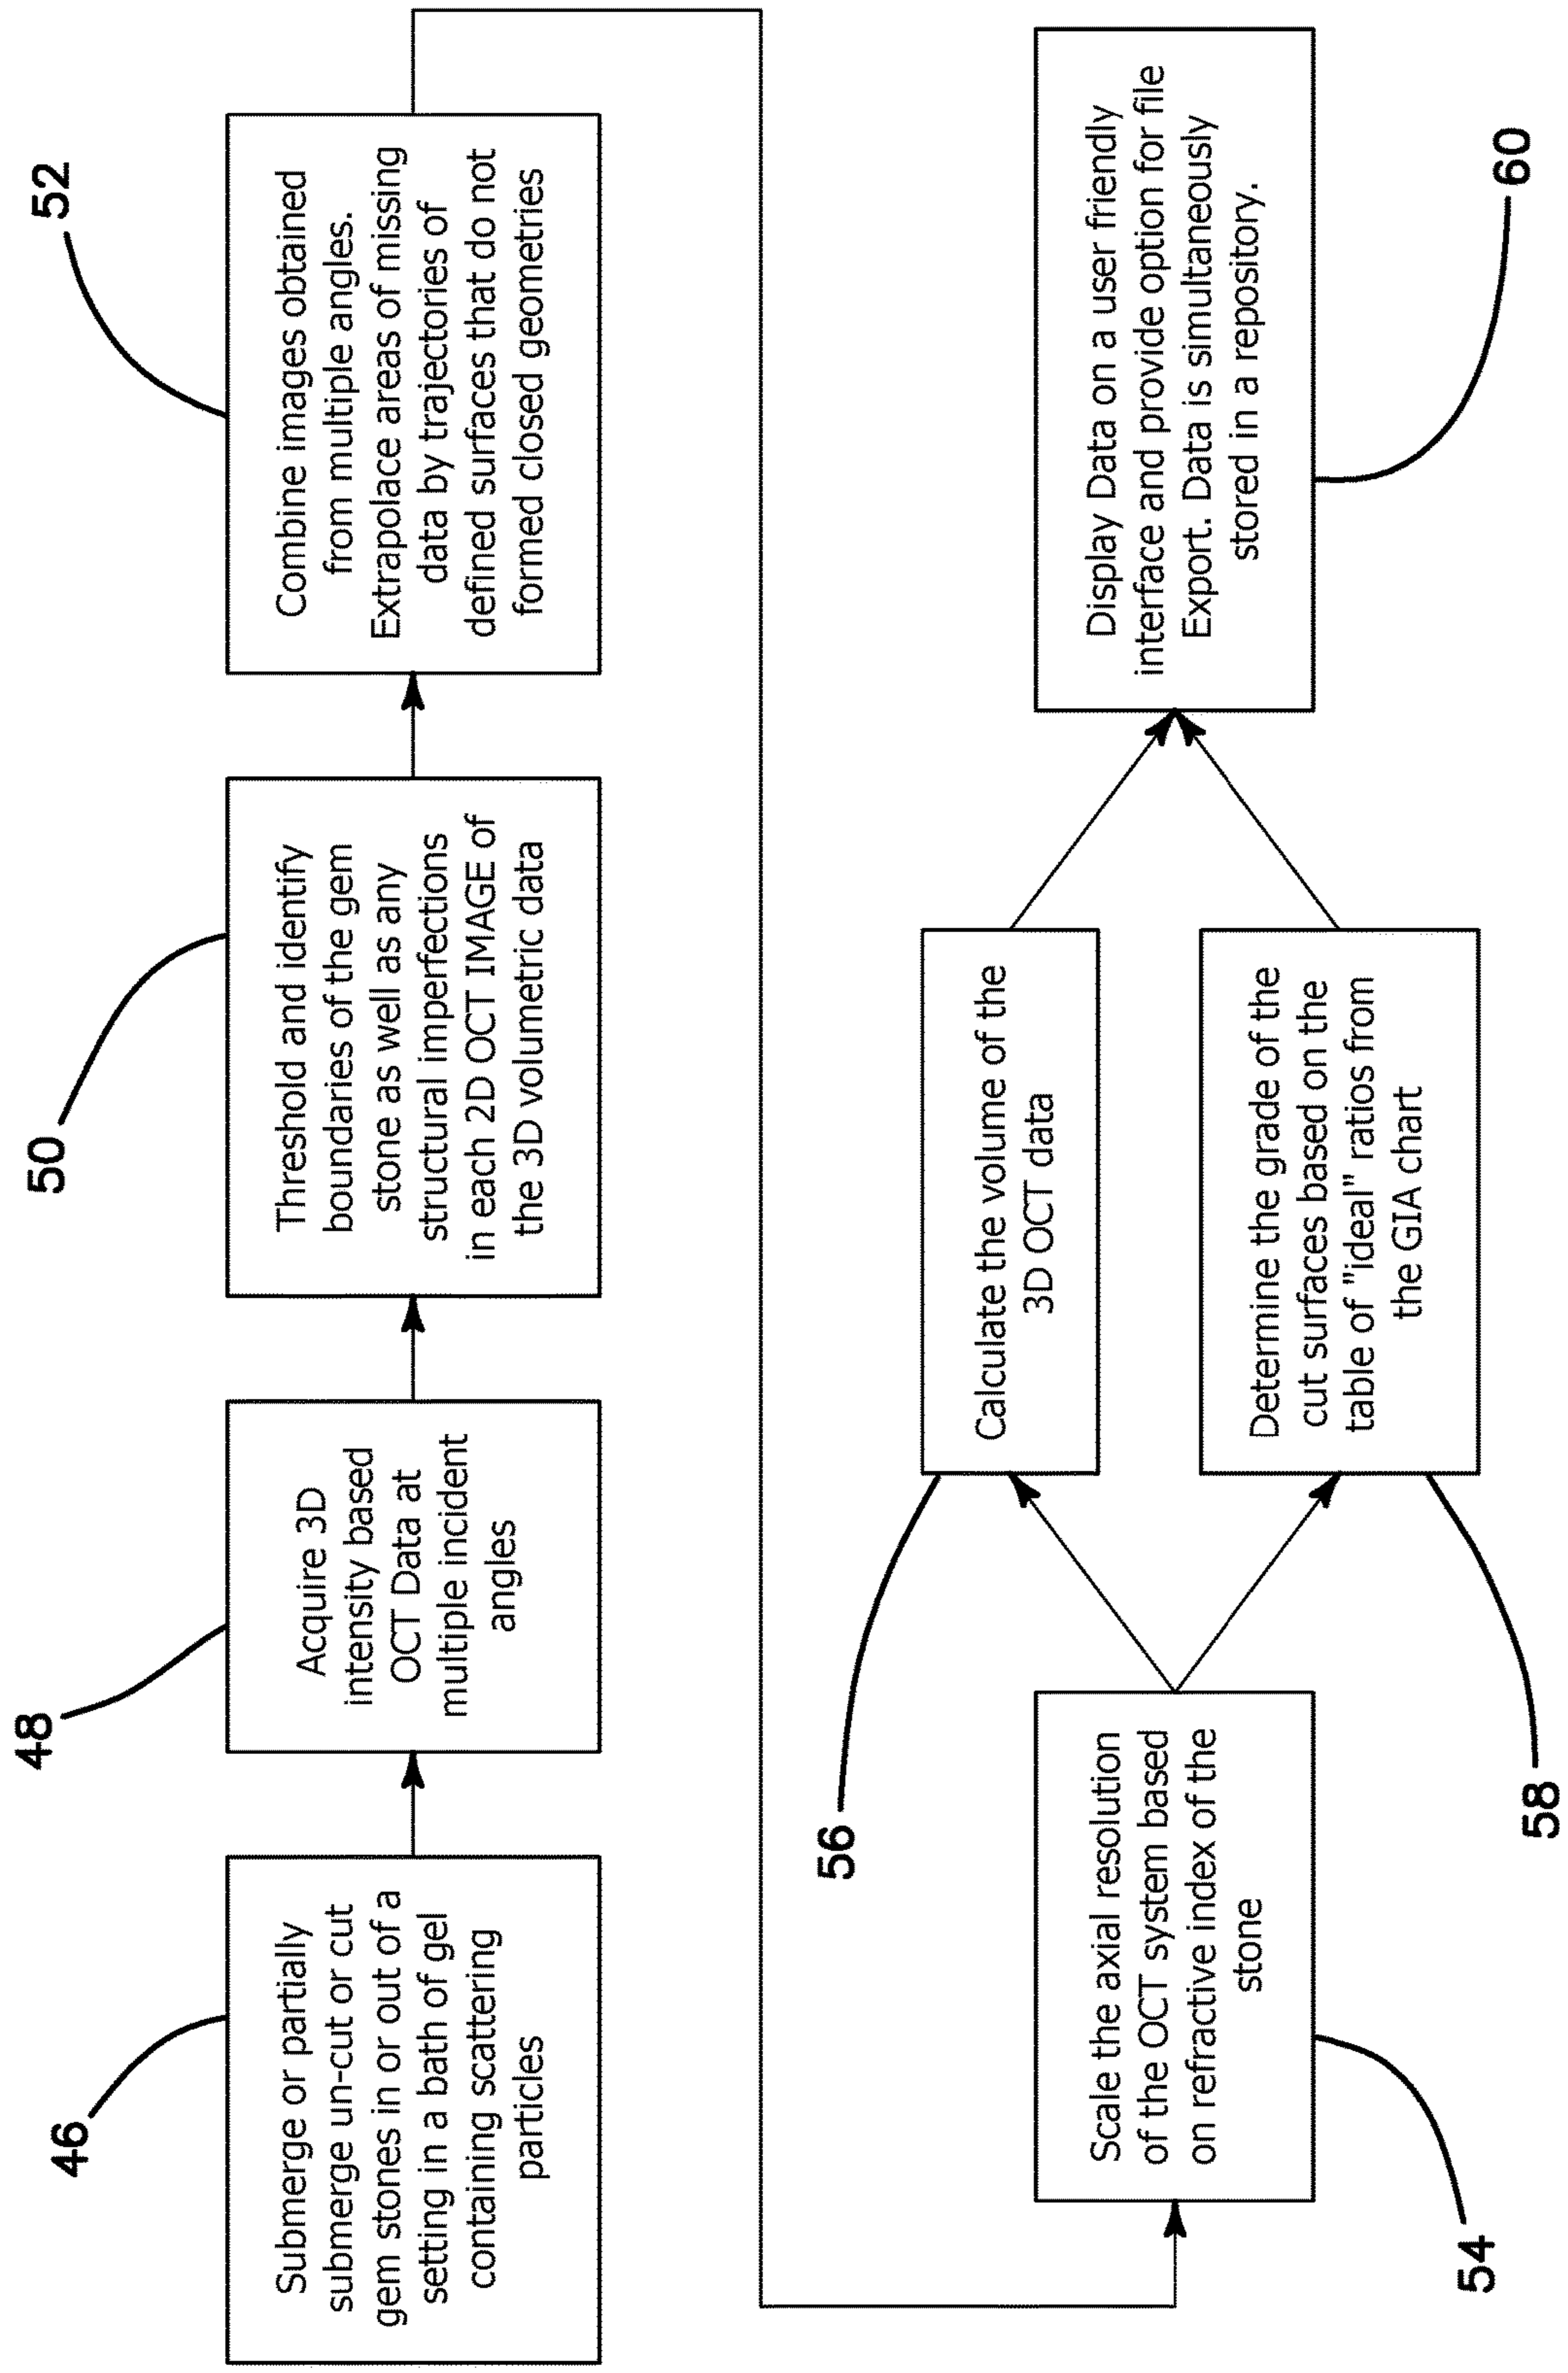 46
Submerge or partially
submerge un-cut or cut
gem stones in or out of a
setting in a bath of gel
containing scattering
particles
48
Acquire 3D
intensity based
OCT Data at
multiple incident
angles
50
Threshold and identify
boundaries of the gem
stone as well as any
structural imperfections
in each 2D OCT IMAGE of
the 3D volumetric data
52
Combine images obtained
from multiple angles.
Extrapolace areas of missing
data by trajectories of
defined surfaces that do not
formed closed geometries
54
Scale the axial resolution
of the OCT system based
on refractive index of the
stone
56
Calculate the volume of the
3D OCT data
58
Determine the grade of the
cut surfaces based on the
table of "ideal" ratios from
the GIA chart
60
Display Data on a user friendly
interface and provide option for file
Export. Data is simultaneously
stored in a repository.